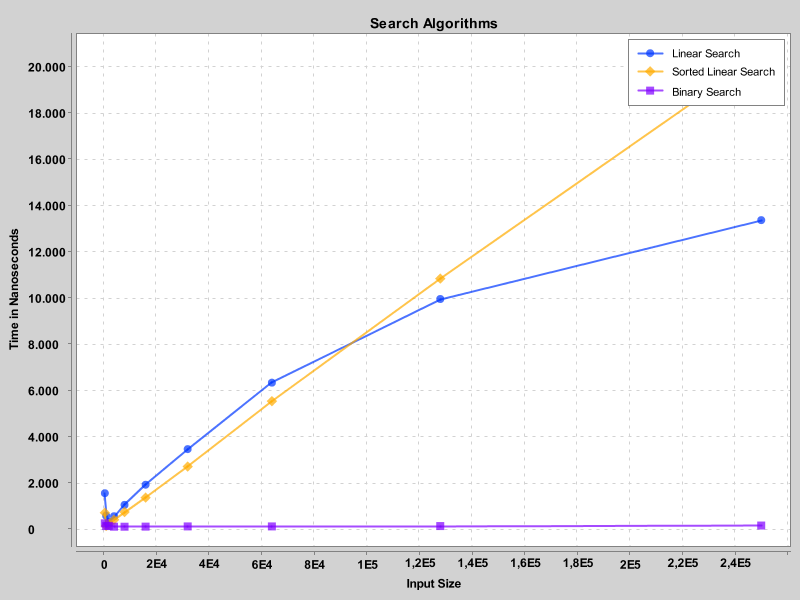 Search Algorithms
Linear Search
Sorted Linear Search
Binary Search
Time in Nanoseconds
20.000
18.000
16.000
14.000
12.000
10.000
8.000
6.000
4.000
2.000
0
0 2E4 4E4 6E4 8E4 1E5 1,2E5 1,4E5 1,6E5 1,8E5 2E5 2,2E5 2,4E5
Input Size